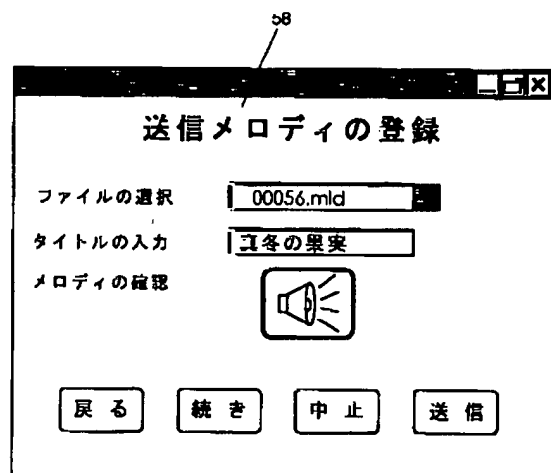 58
送信メロディの登録
ファイルの選択 00056.mld
タイトルの入力 真冬の果実
メロディの確認
戻る 続き 中止 送信